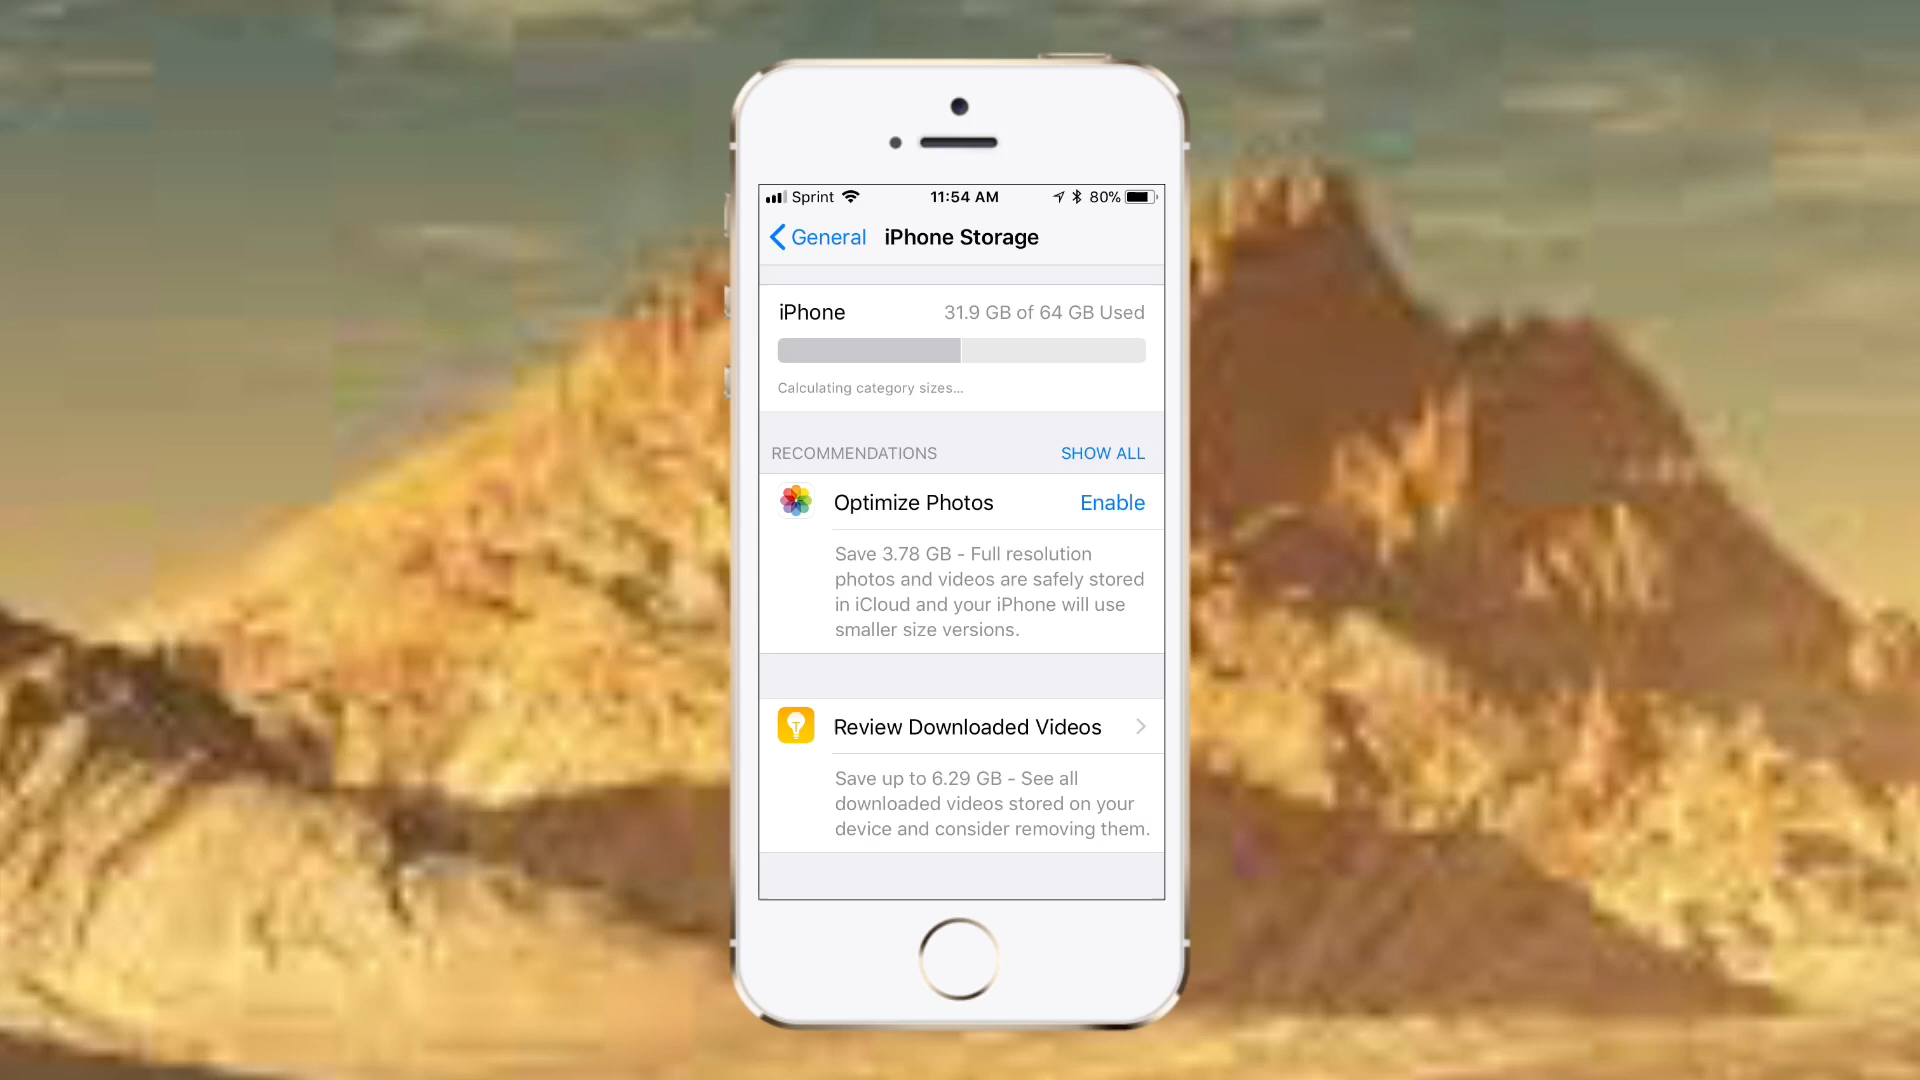 Sprint 11:54 AM 80%
General iPhone Storage
iPhone 31.9 GB of 64 GB Used
Calculating category sizes...
RECOMMENDATIONS SHOW ALL
Optimize Photos Enable
Save 3.78 GB - Full resolution
photos and videos are safely stored
in iCloud and your iPhone will use
smaller size versions.
Review Downloaded Videos
Save up to 6.29 GB - See all
downloaded videos stored on your
device and consider removing them.